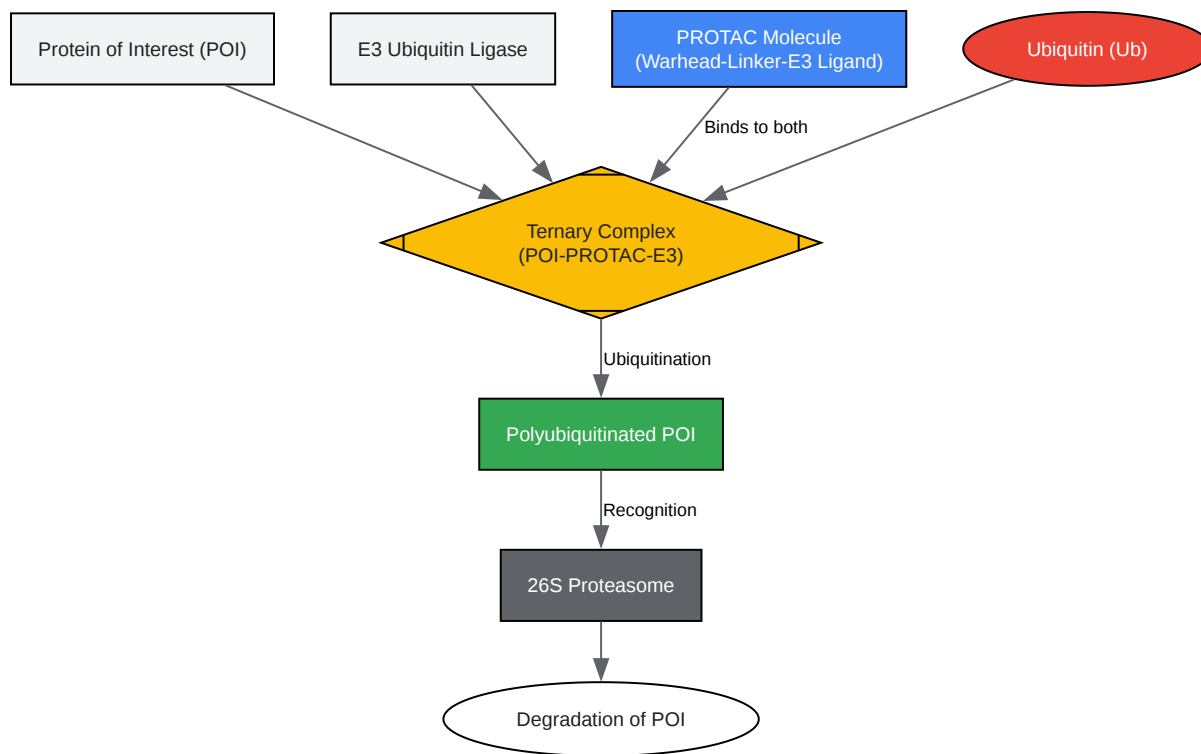 Protein of Interest (POI)
E3 Ubiquitin Ligase
PROTAC Molecule
(Warhead-Linker-E3 Ligand)
Ubiquitin (Ub)
Binds to both
Ternary Complex
(POI-PROTAC-E3)
Ubiquitination
Polyubiquitinated POI
Recognition
26S Proteasome
Degradation of POI